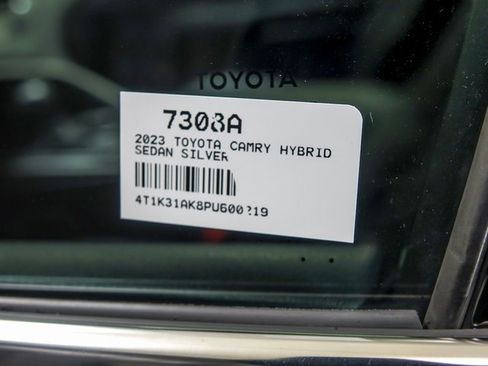 TOYOTA
7308A
2023 TOYOTA CAMRY HYBRID
SEDAN SILVER